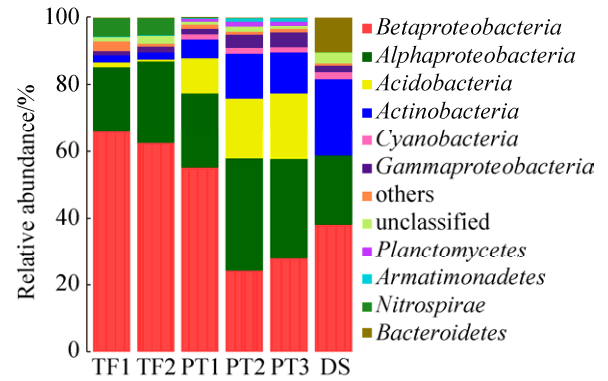 Relative abundance/%
100
80
60
40
20
0
TF1 TF2 PT1 PT2 PT3 DS
Betaproteobacteria
Alphaproteobacteria
Acidobacteria
Actinobacteria
Cyanobacteria
Gammaproteobacteria
others
unclassified
Planctomycetes
Armatimonadetes
Nitrospirae
Bacteroidetes